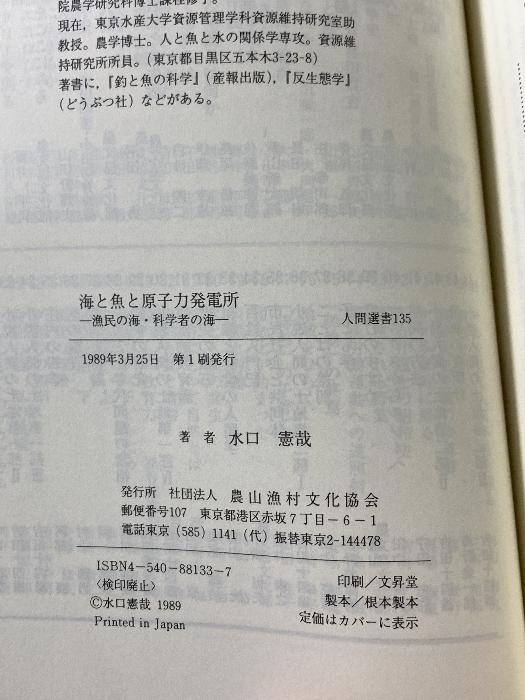 院農学研究科博士課程修了。
現在，東京水産大学資源管理学科資源維持研究室助
教授。農学博士。人と魚と水の関係学専攻。資源維
持研究所所員。(東京都目黒区五本木3-23-8)
著書に，『釣と魚の科学』(産報出版)，『反生態学』
(どうぶつ社) などがある。
海と魚と原子力発電所
―漁民の海・科学者の海―
人間選書135
1989年3月25日 第1刷発行
著者 水口 憲哉
発行所 社団法人 農山漁村文化協会
郵便番号107 東京都港区赤坂7丁目-6-1
電話東京(585)1141(代) 振替東京2-144478
ISBN4-540-88133-7
〈検印廃止〉
©水口憲哉 1989
Printed in Japan
印刷／文昇堂
製本／根本製本
定価はカバーに表示